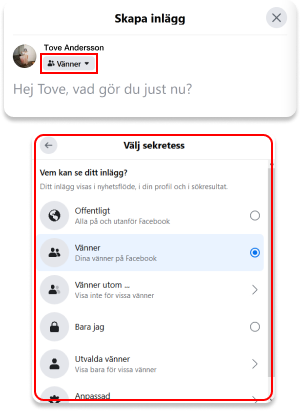 Skapa inlägg
Tove Andersson
Vänner
Hej Tove, vad gör du just nu?
Välj sekretess
Vem kan se ditt inlägg?
Ditt inlägg visas i nyhetsflöde, i din profil och i sökresultat.
Offentligt
Alla på och utanför Facebook
Vänner
Dina vänner på Facebook
Vänner utom ...
Visa inte för vissa vänner
Bara jag
Utvalda vänner
Visa bara för vissa vänner
Anpassad